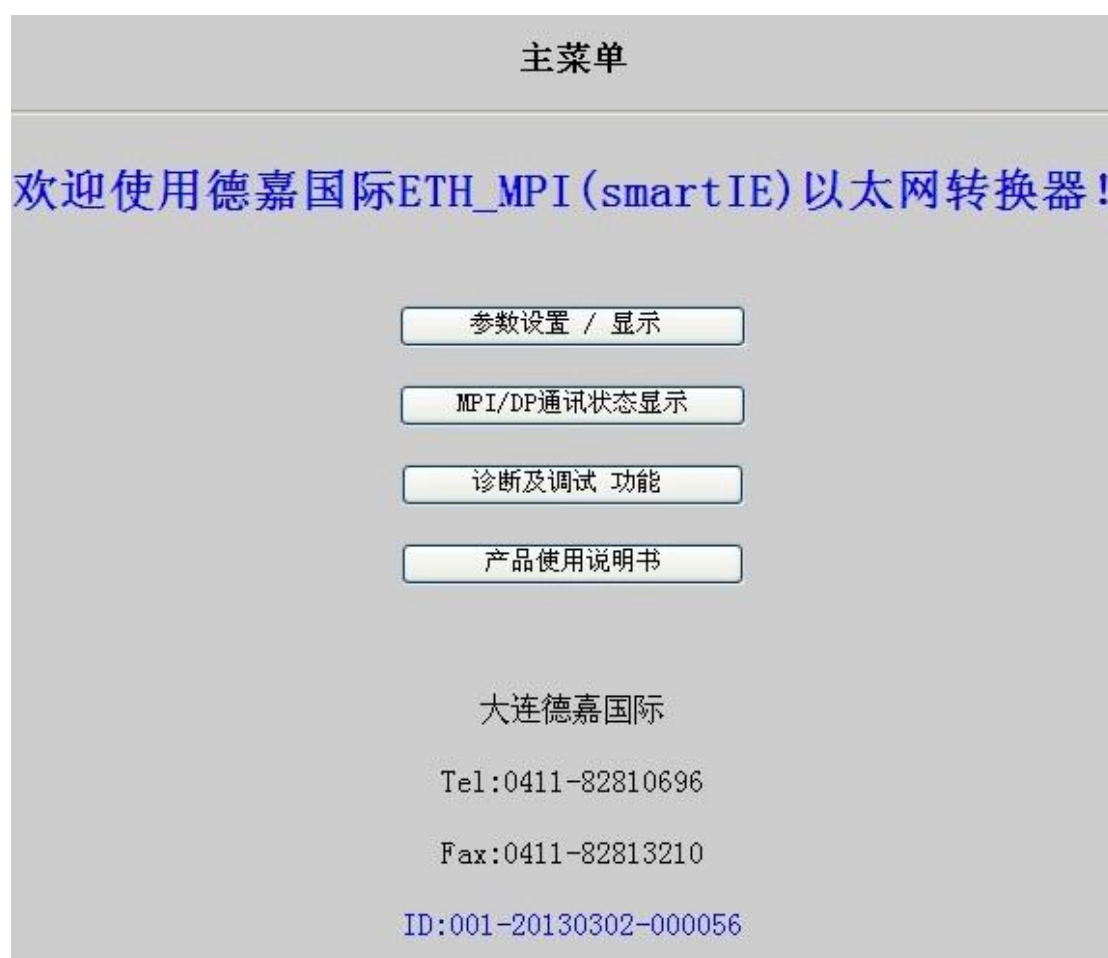 主菜单
欢迎使用德嘉国际ETH_MPI(smartIE)以太网转换器!
参数设置 / 显示
MPI/DP通讯状态显示
诊断及调试 功能
产品使用说明书
大连德嘉国际
Tel:0411-82810696
Fax:0411-82813210
ID:001-20130302-000056